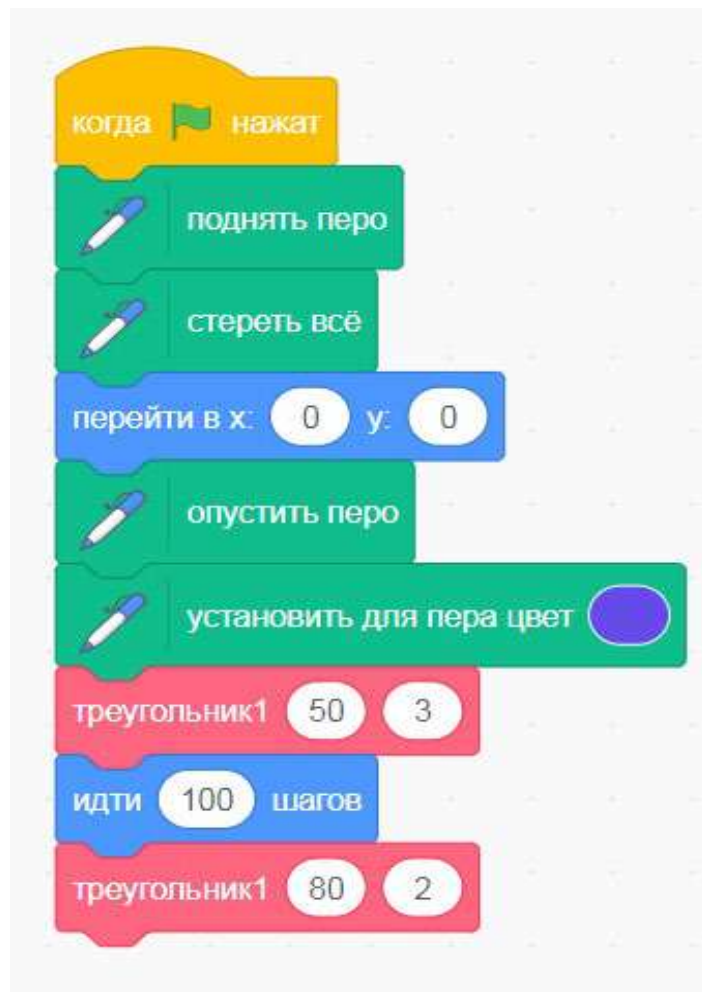 когда нажат
поднять перо
стереть всё
перейти в x: 0 y: 0
опустить перо
установить для пера цвет
треугольник1 50 3
идти 100 шагов
треугольник1 80 2